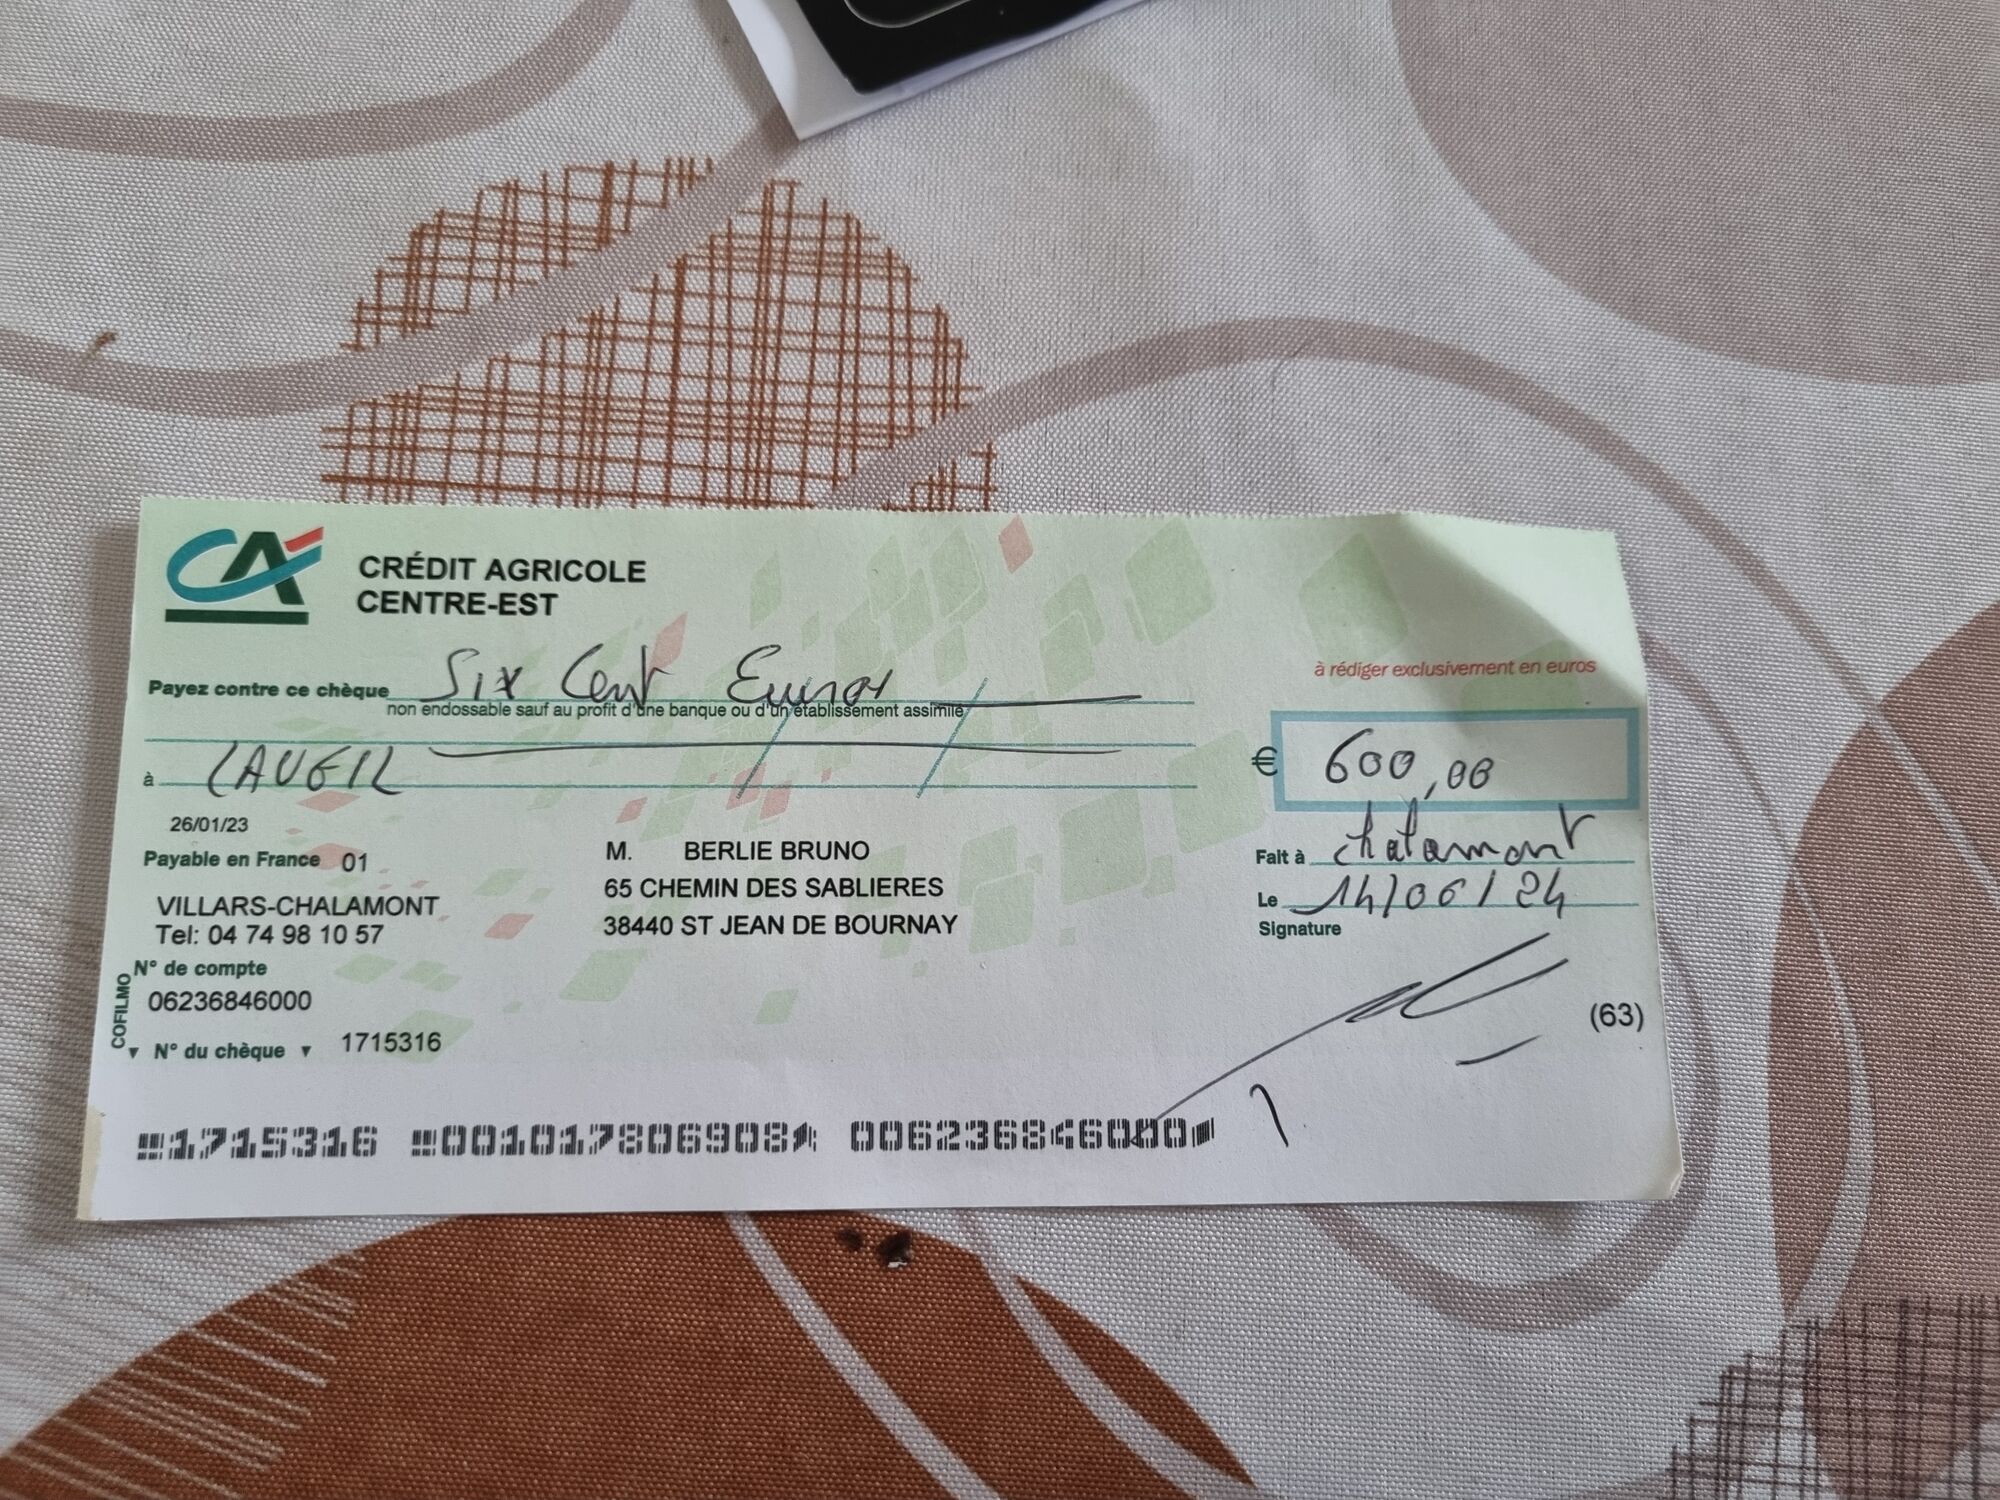 CA
CRÉDIT AGRICOLE
CENTRE-EST
à rédiger exclusivement en euros
Payez contre ce chèque Six Cent Euros
non endossable sauf au profit d'une banque ou d'un établissement assimilé
€ 600,00
à LAVEIL
26/01/23
Payable en France 01
VILLARS-CHALAMONT
Tel: 04 74 98 10 57
M. BERLIE BRUNO
65 CHEMIN DES SABLIERES
38440 ST JEAN DE BOURNAY
Fait à chalamont
Le 14/06/24
Signature
N° de compte
06236846000
COFILMO
N° du chèque 1715316
(63)
1715316 001017806908 006236846000